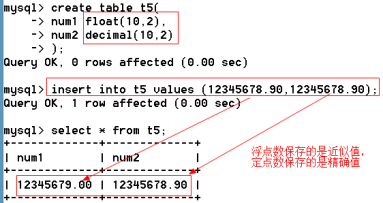 mysql> create table t5(
    -> num1 float(10,2),
    -> num2 decimal(10,2)
    -> );
Query OK, 0 rows affected (0.00 sec)
mysql> insert into t5 values (12345678.90,12345678.90);
Query OK, 1 row affected (0.00 sec)
mysql> select * from t5;
+-------------+-------------+
| num1        | num2        |
+-------------+-------------+
| 12345679.00 | 12345678.90 |
+-------------+-------------+
浮点数保存的是近似值,
定点数保存的是精确值